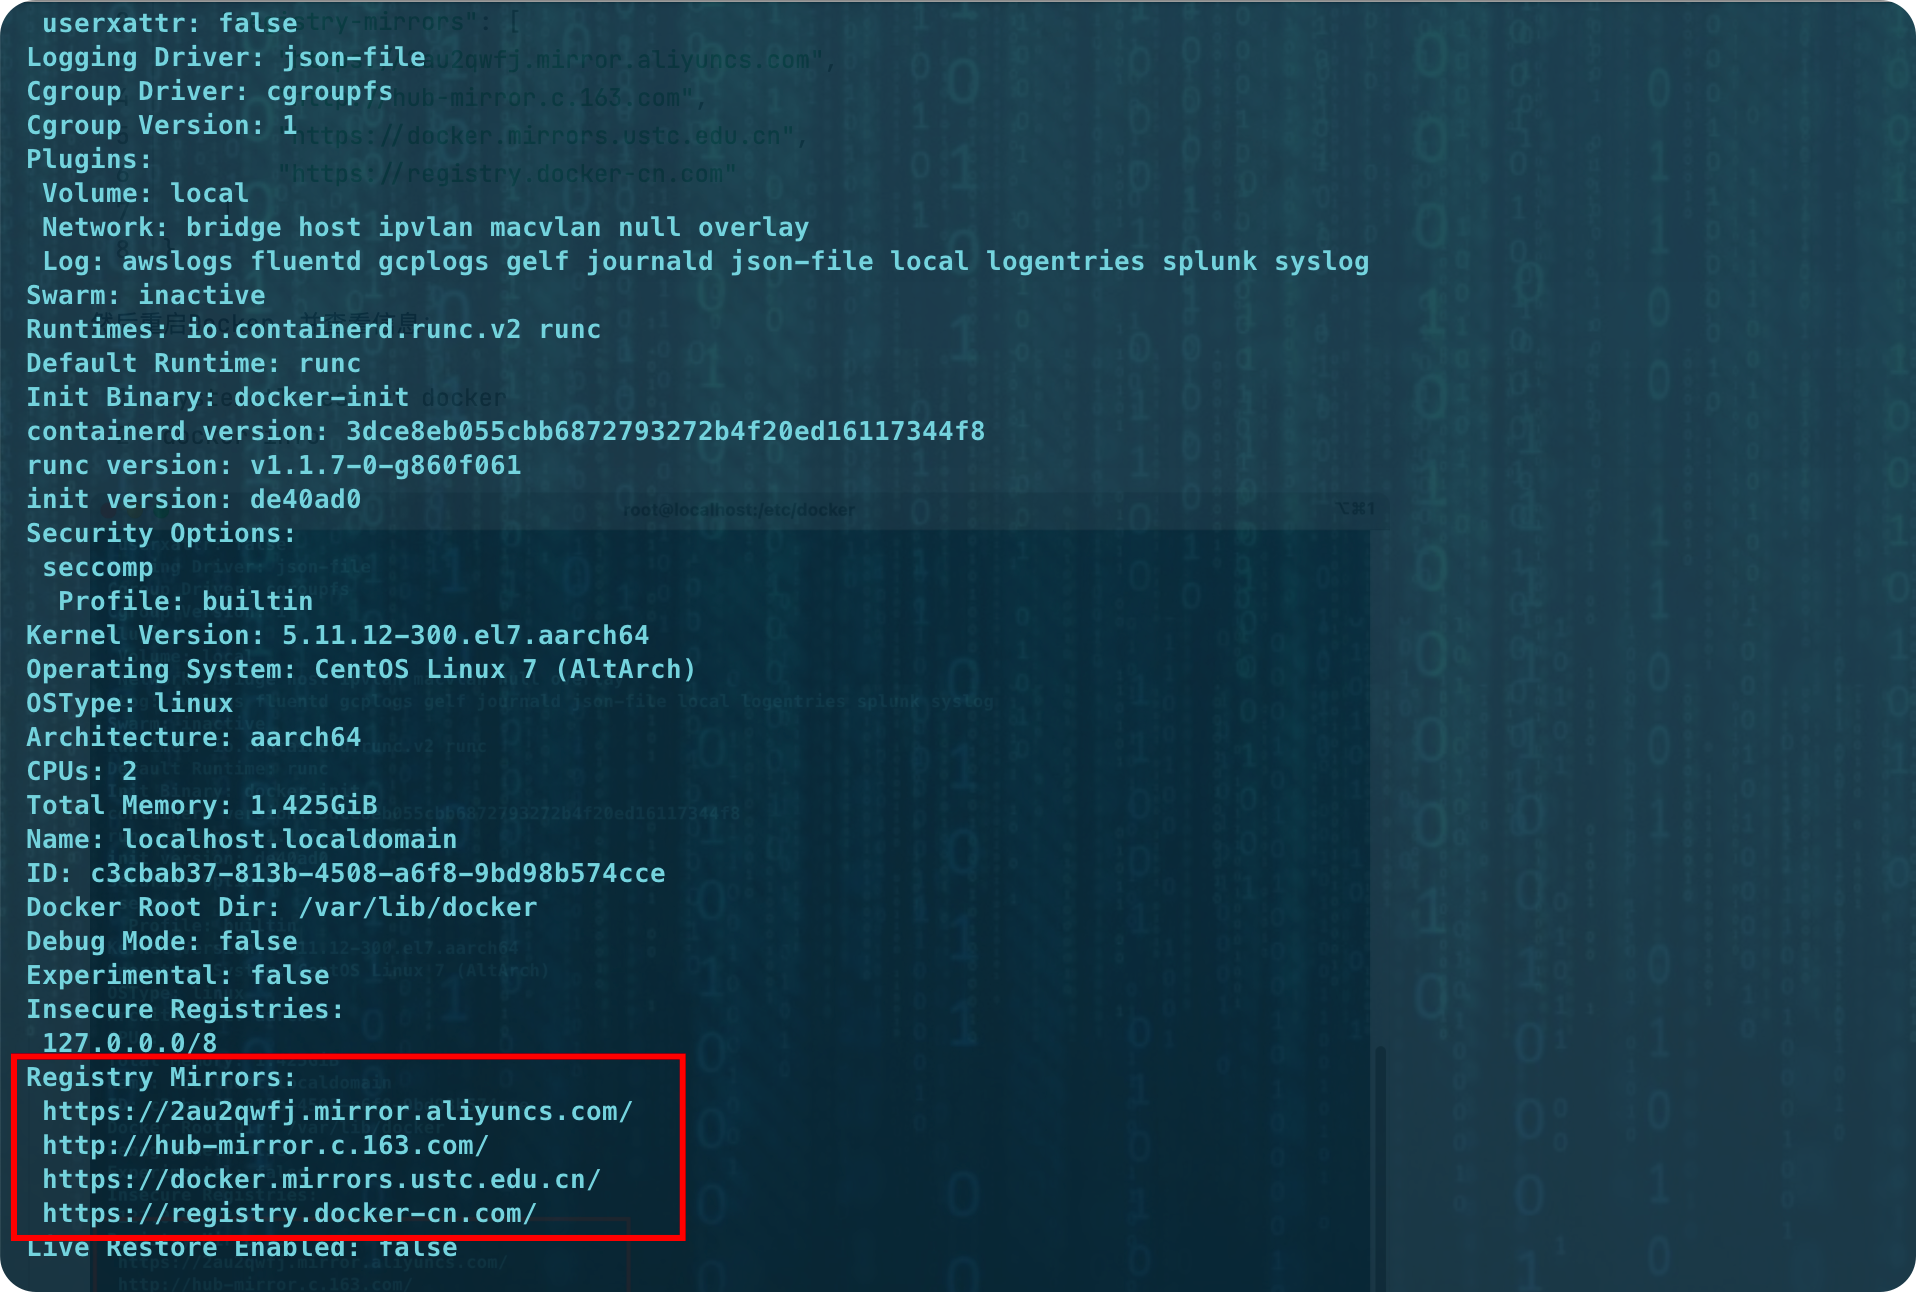 userxattr: false
Logging Driver: json-file
Cgroup Driver: cgroupfs
Cgroup Version: 1
Plugins:
 Volume: local
 Network: bridge host ipvlan macvlan null overlay
 Log: awslogs fluentd gcplogs gelf journald json-file local logentries splunk syslog
Swarm: inactive
Runtimes: io.containerd.runc.v2 runc
Default Runtime: runc
Init Binary: docker-init
containerd version: 3dce8eb055cbb6872793272b4f20ed16117344f8
runc version: v1.1.7-0-g860f061
init version: de40ad0
Security Options:
 seccomp
  Profile: builtin
Kernel Version: 5.11.12-300.el7.aarch64
Operating System: CentOS Linux 7 (AltArch)
OSType: linux
Architecture: aarch64
CPUs: 2
Total Memory: 1.425GiB
Name: localhost.localdomain
ID: c3cbab37-813b-4508-a6f8-9bd98b574cce
Docker Root Dir: /var/lib/docker
Debug Mode: false
Experimental: false
Insecure Registries:
 127.0.0.0/8
Registry Mirrors:
 https://2au2qwfj.mirror.aliyuncs.com/
 http://hub-mirror.c.163.com/
 https://docker.mirrors.ustc.edu.cn/
 https://registry.docker-cn.com/
Live Restore Enabled: false